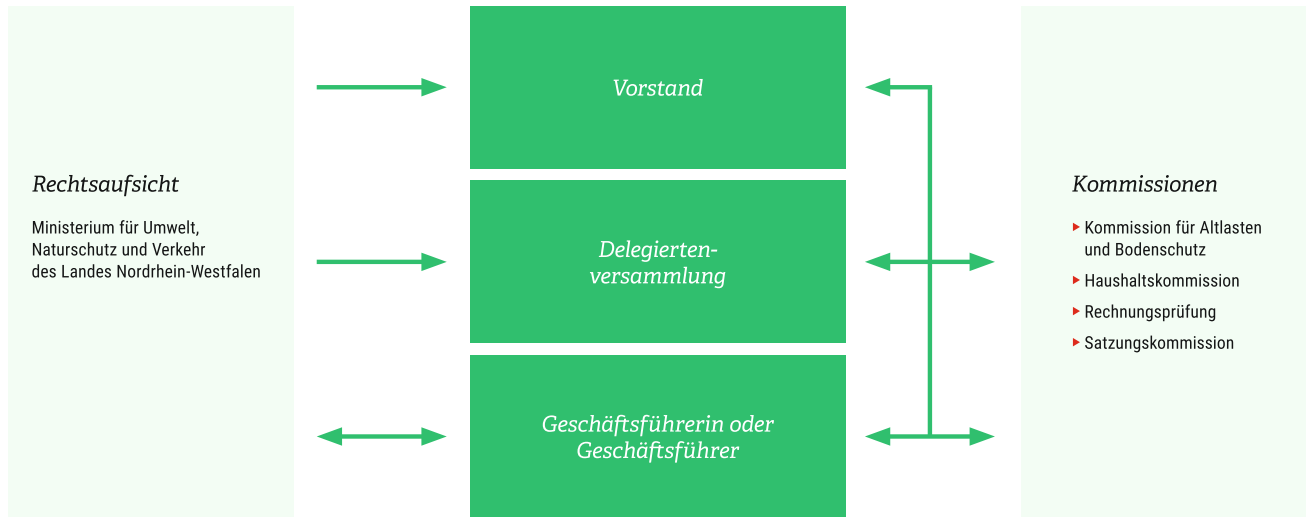 Rechtsaufsicht
Ministerium für Umwelt,
Naturschutz und Verkehr
des Landes Nordrhein-Westfalen
Vorstand
Delegierten-
versammlung
Geschäftsführerin oder
Geschäftsführer
Kommissionen
Kommission für Altlasten
und Bodenschutz
Haushaltskommission
Rechnungsprüfung
Satzungskommission